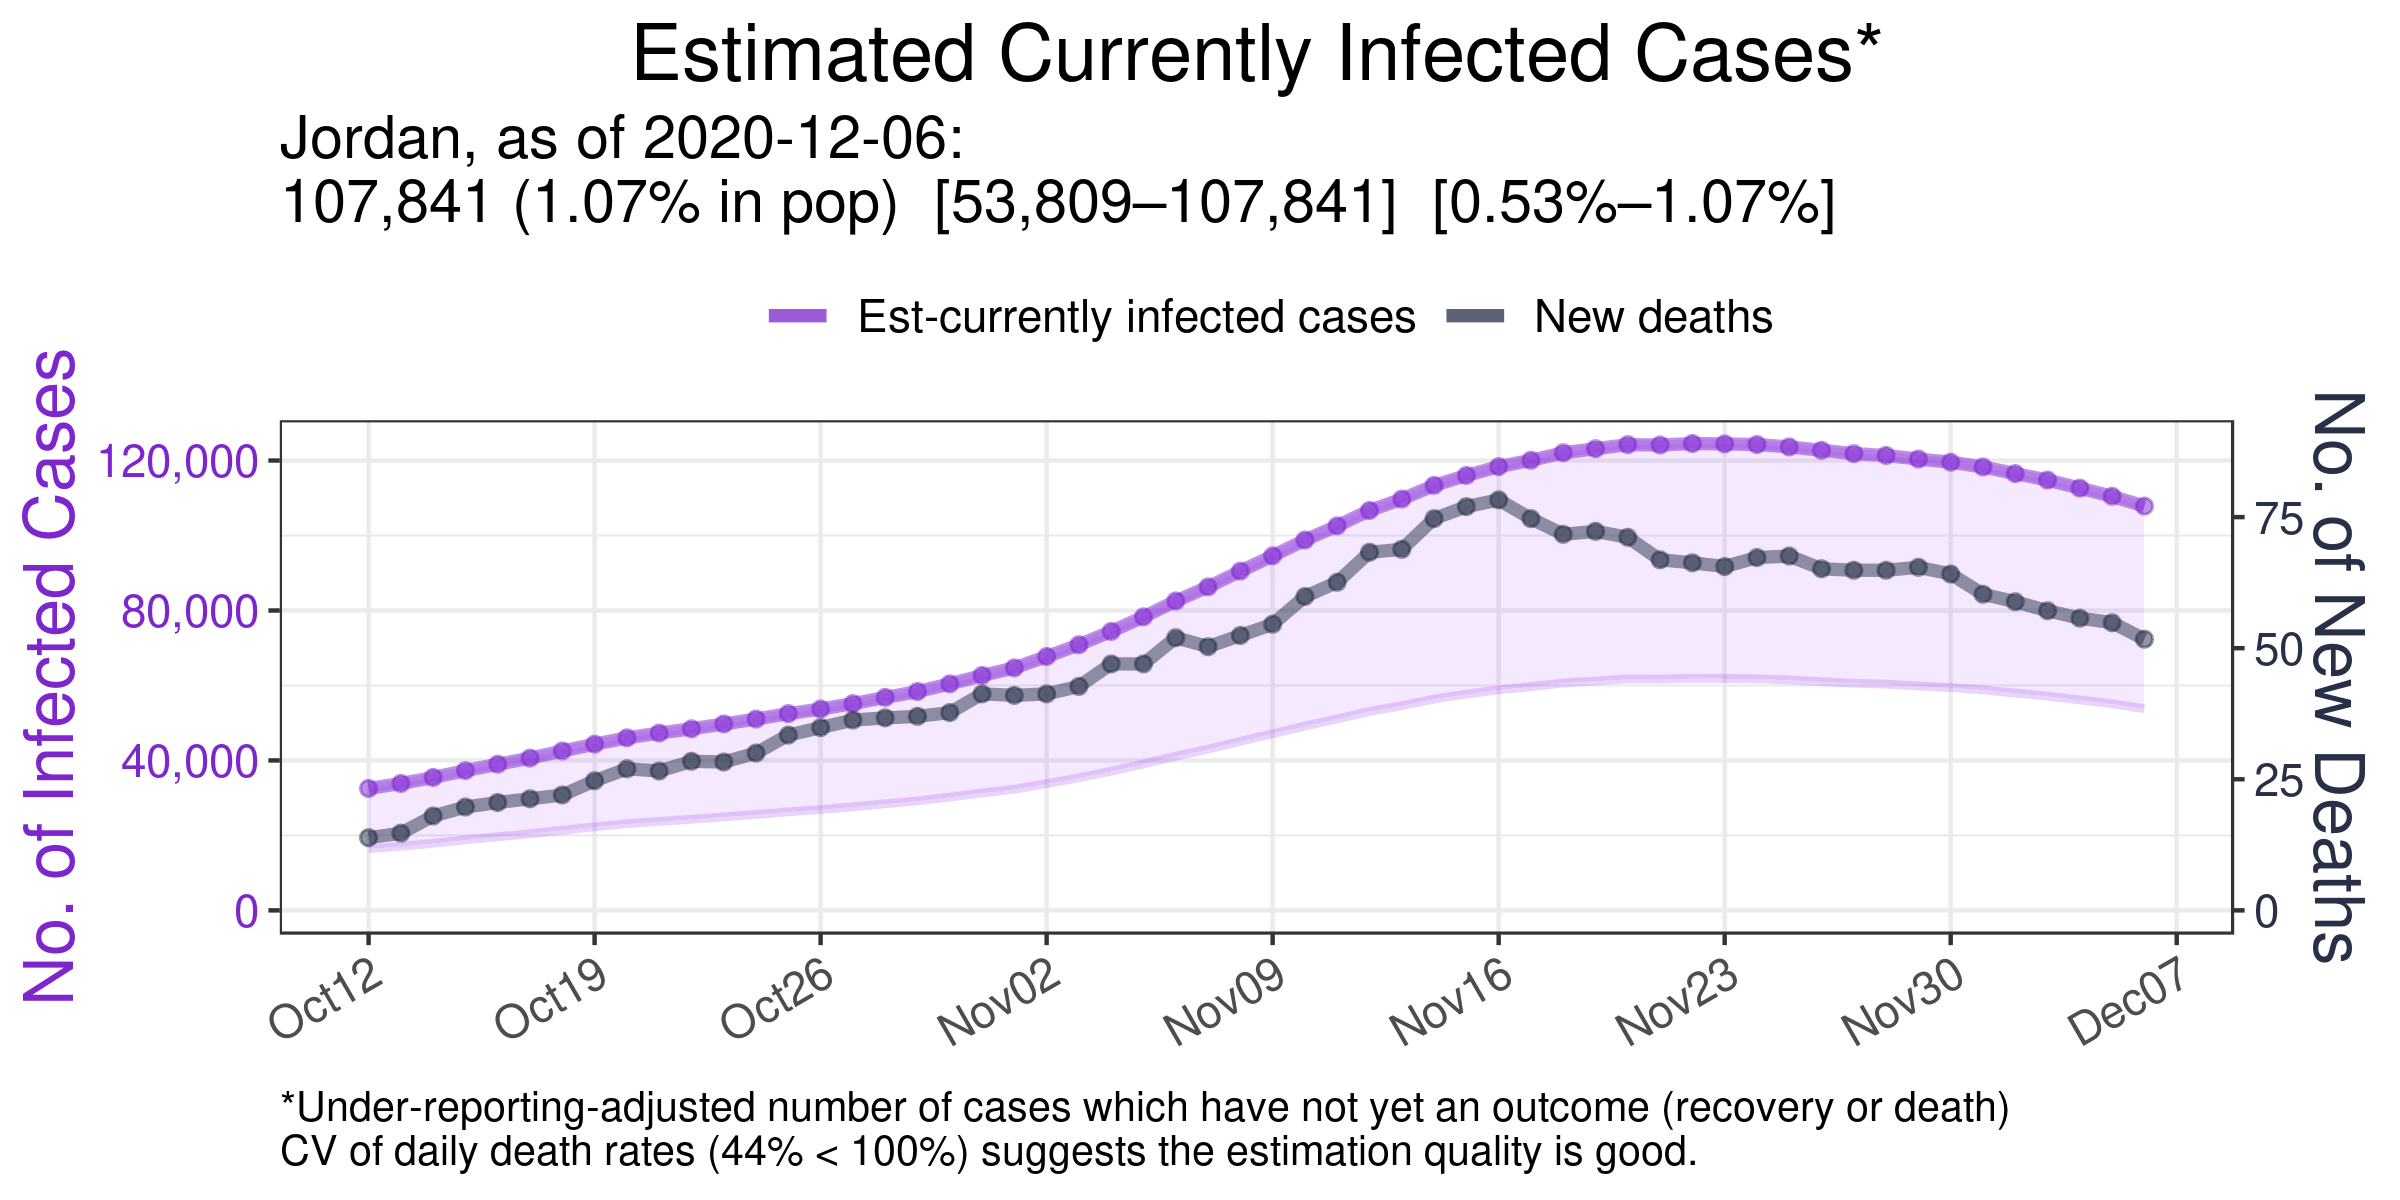 Estimated Currently Infected Cases*
Jordan, as of 2020-12-06:
107,841 (1.07% in pop)  [53,809–107,841]  [0.53%–1.07%]
Est-currently infected cases
New deaths
No. of Infected Cases
120,000
80,000
40,000
0
No. of New Deaths
75
50
25
0
Oct12
Oct19
Oct26
Nov02
Nov09
Nov16
Nov23
Nov30
Dec07
*Under-reporting-adjusted number of cases which have not yet an outcome (recovery or death)
CV of daily death rates (44% < 100%) suggests the estimation quality is good.